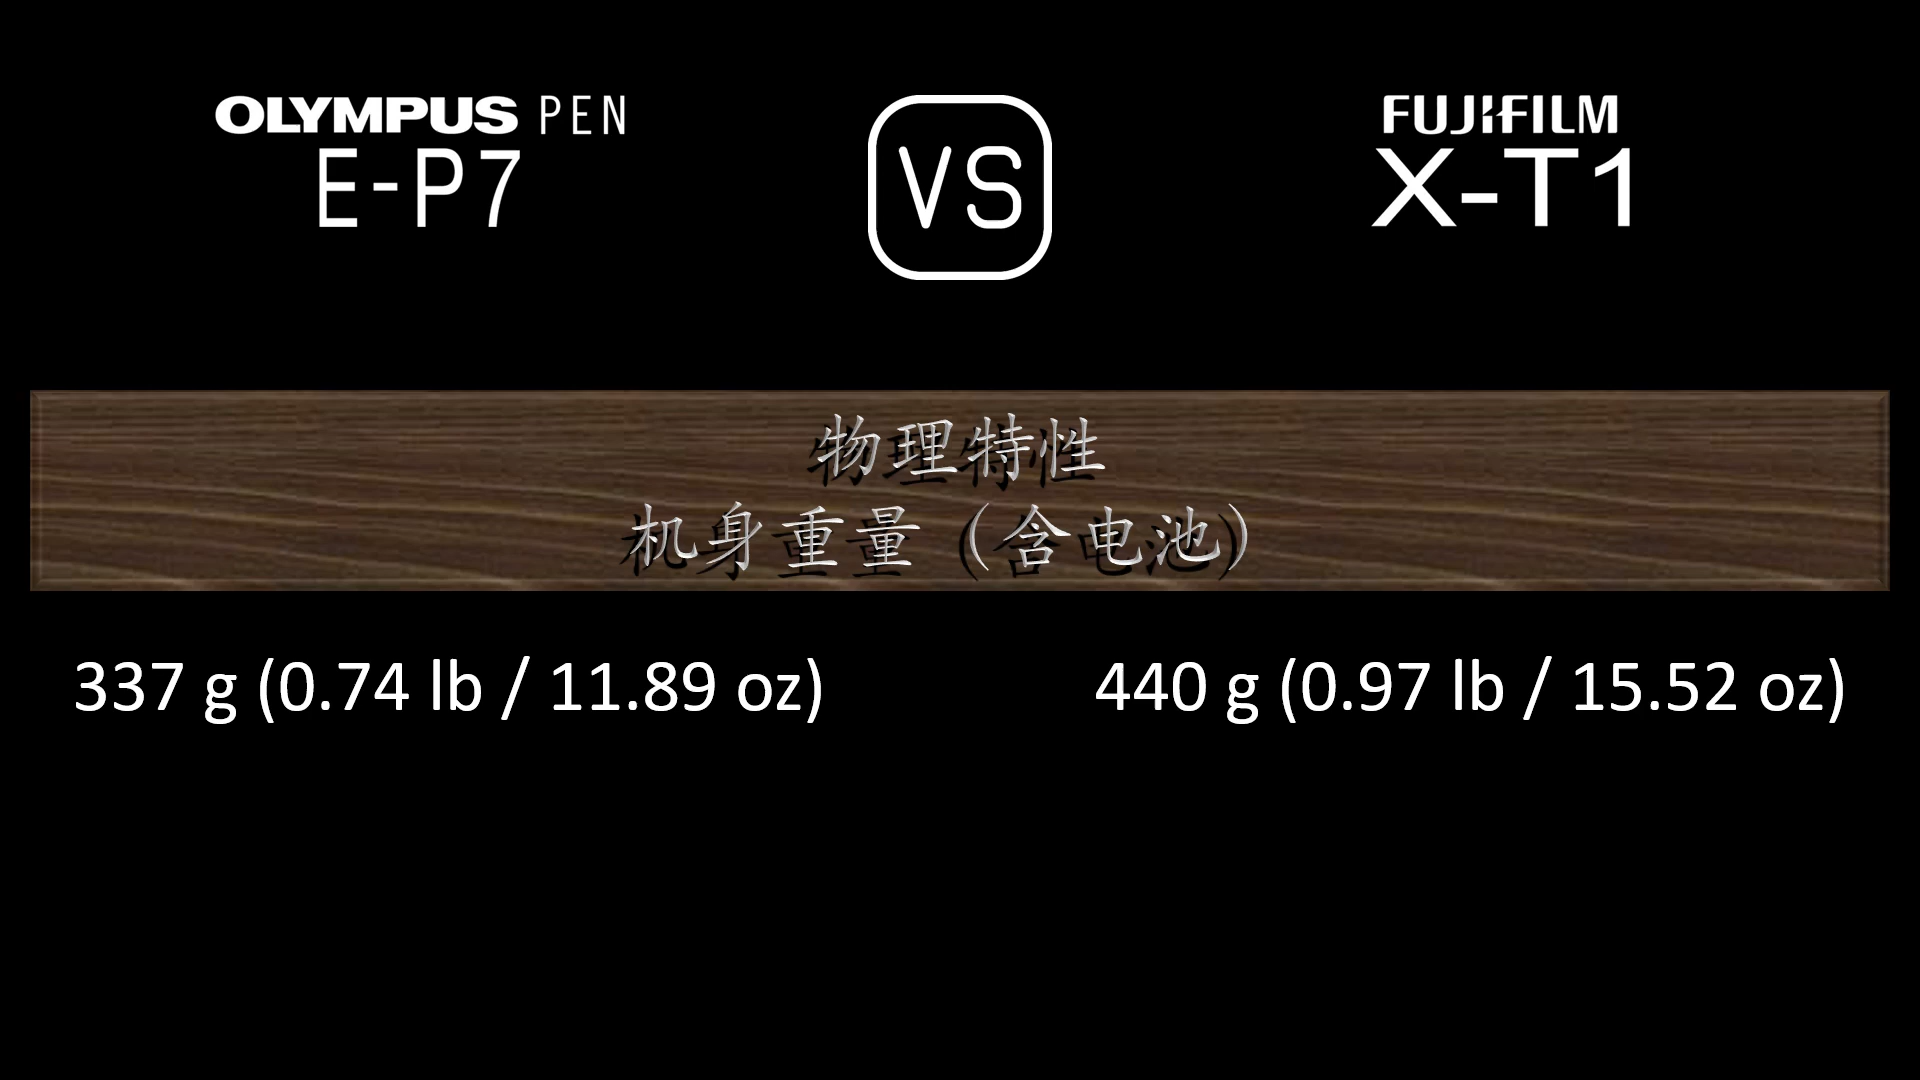 OLYMPUS PEN
E-P7
VS
FUJIFILM
X-T1
物理特性
机身重量（含电池）
337 g (0.74 lb / 11.89 oz)
440 g (0.97 lb / 15.52 oz)